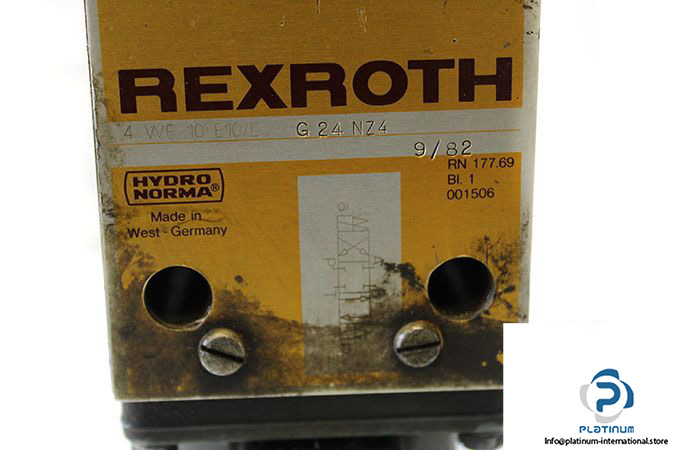 REXROTH
4 WE 10 E10/L G 24 NZ4
9/82
RN 177.69
Bl. 1
001506
HYDRO
NORMA®
Made in
West-Germany
a
P T
PLATINUM
Info@platinum-international.store